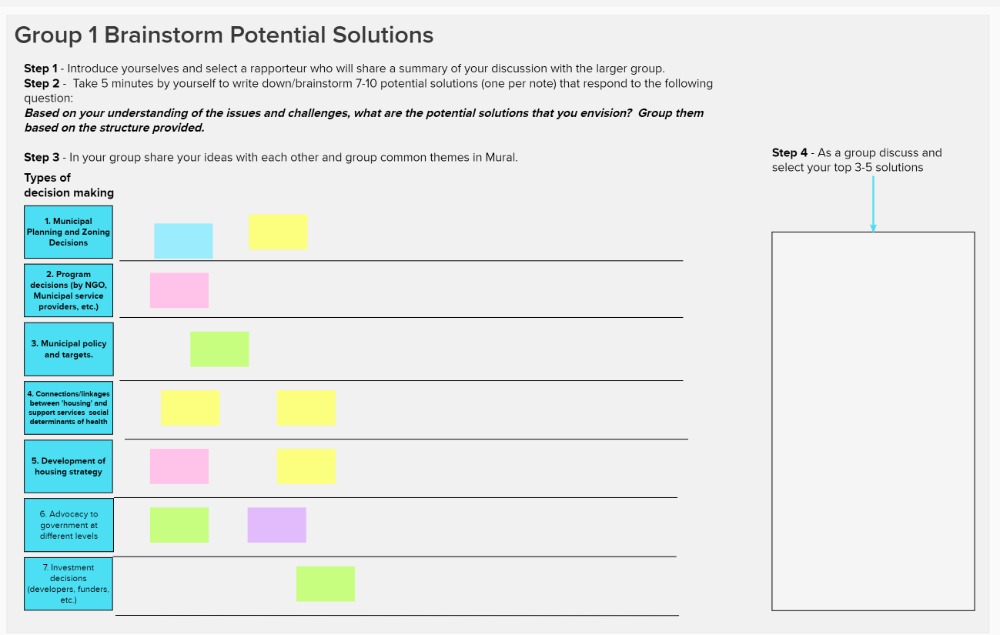 Group 1 Brainstorm Potential Solutions
Step 1 - Introduce yourselves and select a rapporteur who will share a summary of your discussion with the larger group.
Step 2 - Take 5 minutes by yourself to write down/brainstorm 7-10 potential solutions (one per note) that respond to the following
question:
Based on your understanding of the issues and challenges, what are the potential solutions that you envision? Group them
based on the structure provided.
Step 3 - In your group share your ideas with each other and group common themes in Mural.
Step 4 - As a group discuss and
select your top 3-5 solutions
Types of
decision making
1. Municipal
Planning and Zoning
Decisions
2. Program
decisions (by NGO,
Municipal service
providers, etc.)
3. Municipal policy
and targets.
4. Connections/linkages
between 'housing' and
support services social
determinants of health
5. Development of
housing strategy
6. Advocacy to
government at
different levels
7. Investment
decisions
(developers, funders,
etc.)